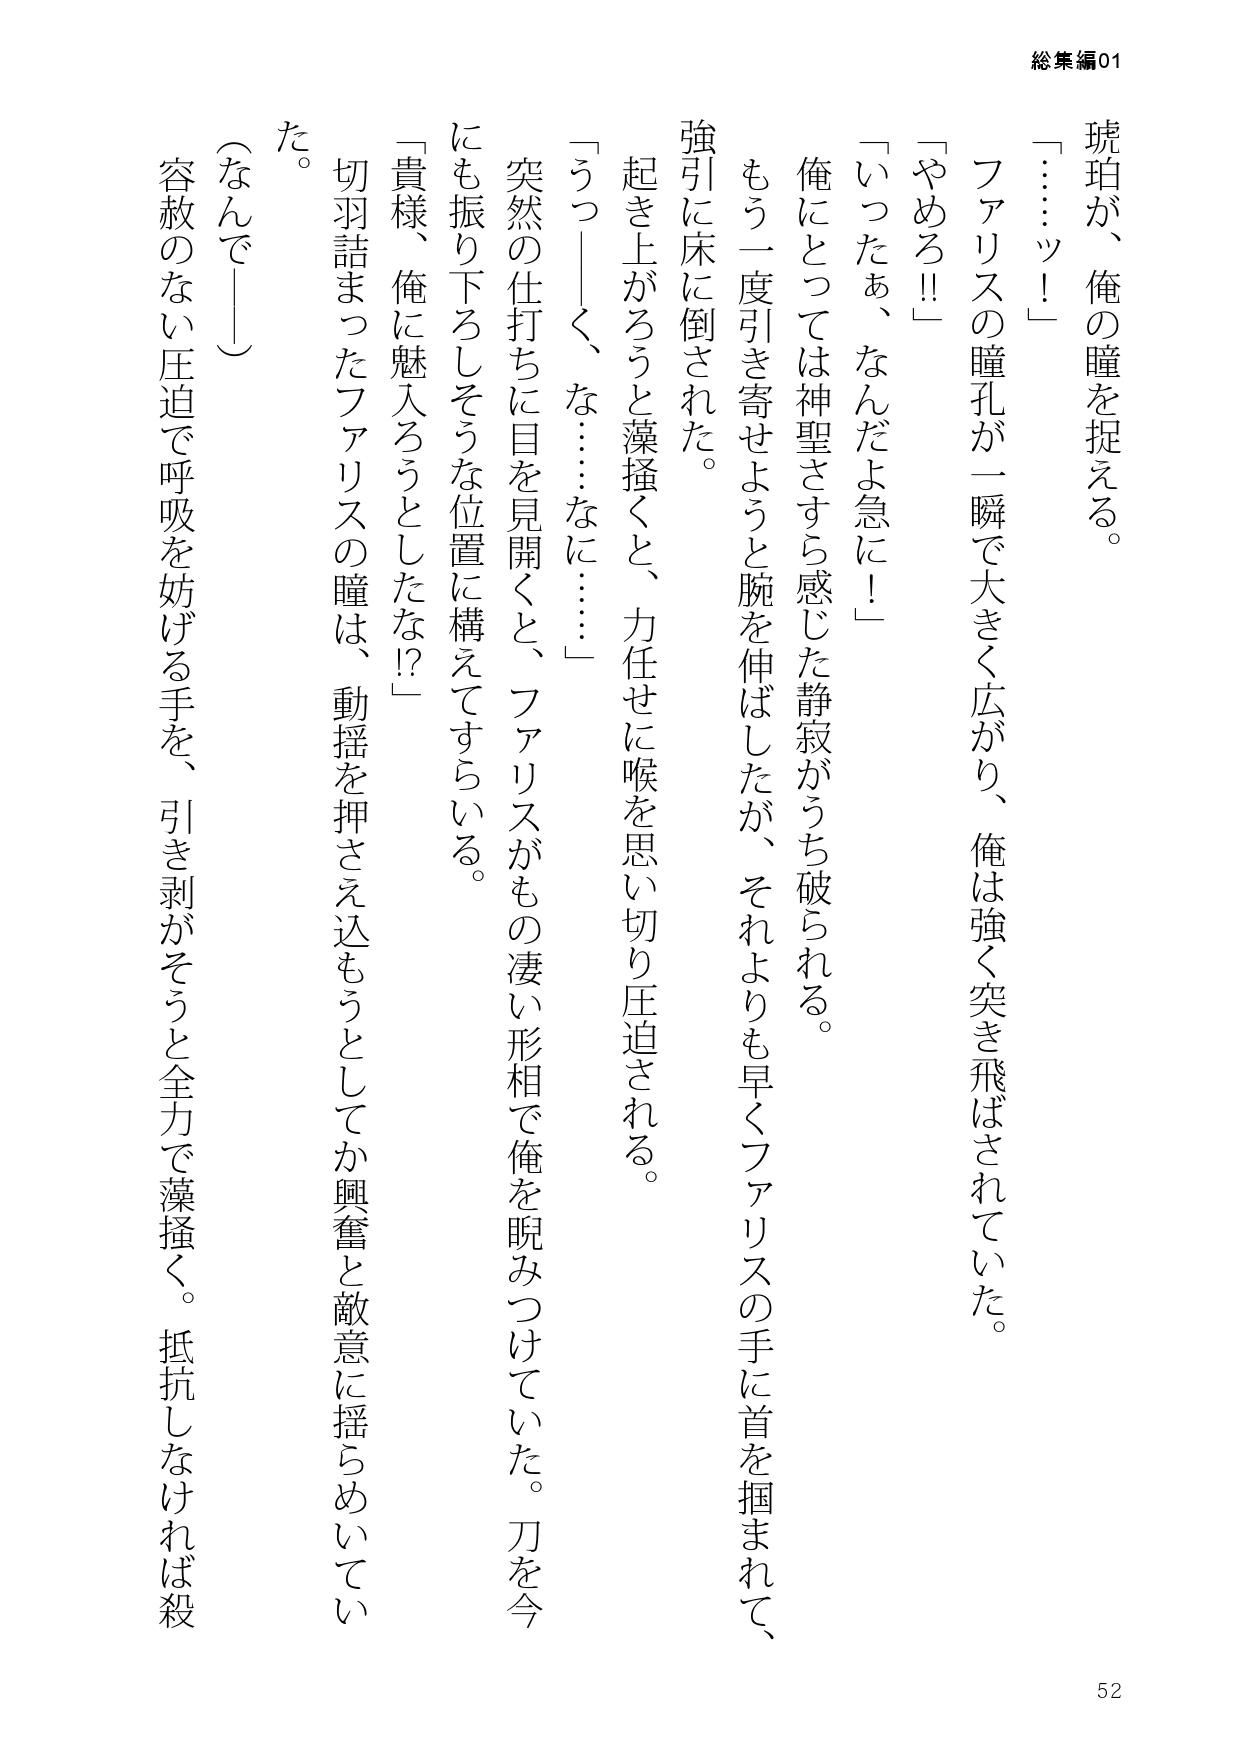 総集編01
琥珀が、俺の瞳を捉える。
「……ッ！」
　ファリスの瞳孔が一瞬で大きく広がり、俺は強く突き飛ばされていた。
「やめろ!!」
「いったぁ、なんだよ急に！」
　俺にとっては神聖さすら感じた静寂がうち破られる。
　もう一度引き寄せようと腕を伸ばしたが、それよりも早くファリスの手に首を掴まれて、
強引に床に倒された。
　起き上がろうと藻掻くと、力任せに喉を思い切り圧迫される。
「うっ――く、な……なに……」
　突然の仕打ちに目を見開くと、ファリスがもの凄い形相で俺を睨みつけていた。刀を今
にも振り下ろしそうな位置に構えてすらいる。
「貴様、俺に魅入ろうとしたな!?」
　切羽詰まったファリスの瞳は、動揺を押さえ込もうとしてか興奮と敵意に揺らめいてい
た。
（なんで――）
　容赦のない圧迫で呼吸を妨げる手を、引き剥がそうと全力で藻掻く。抵抗しなければ殺
52